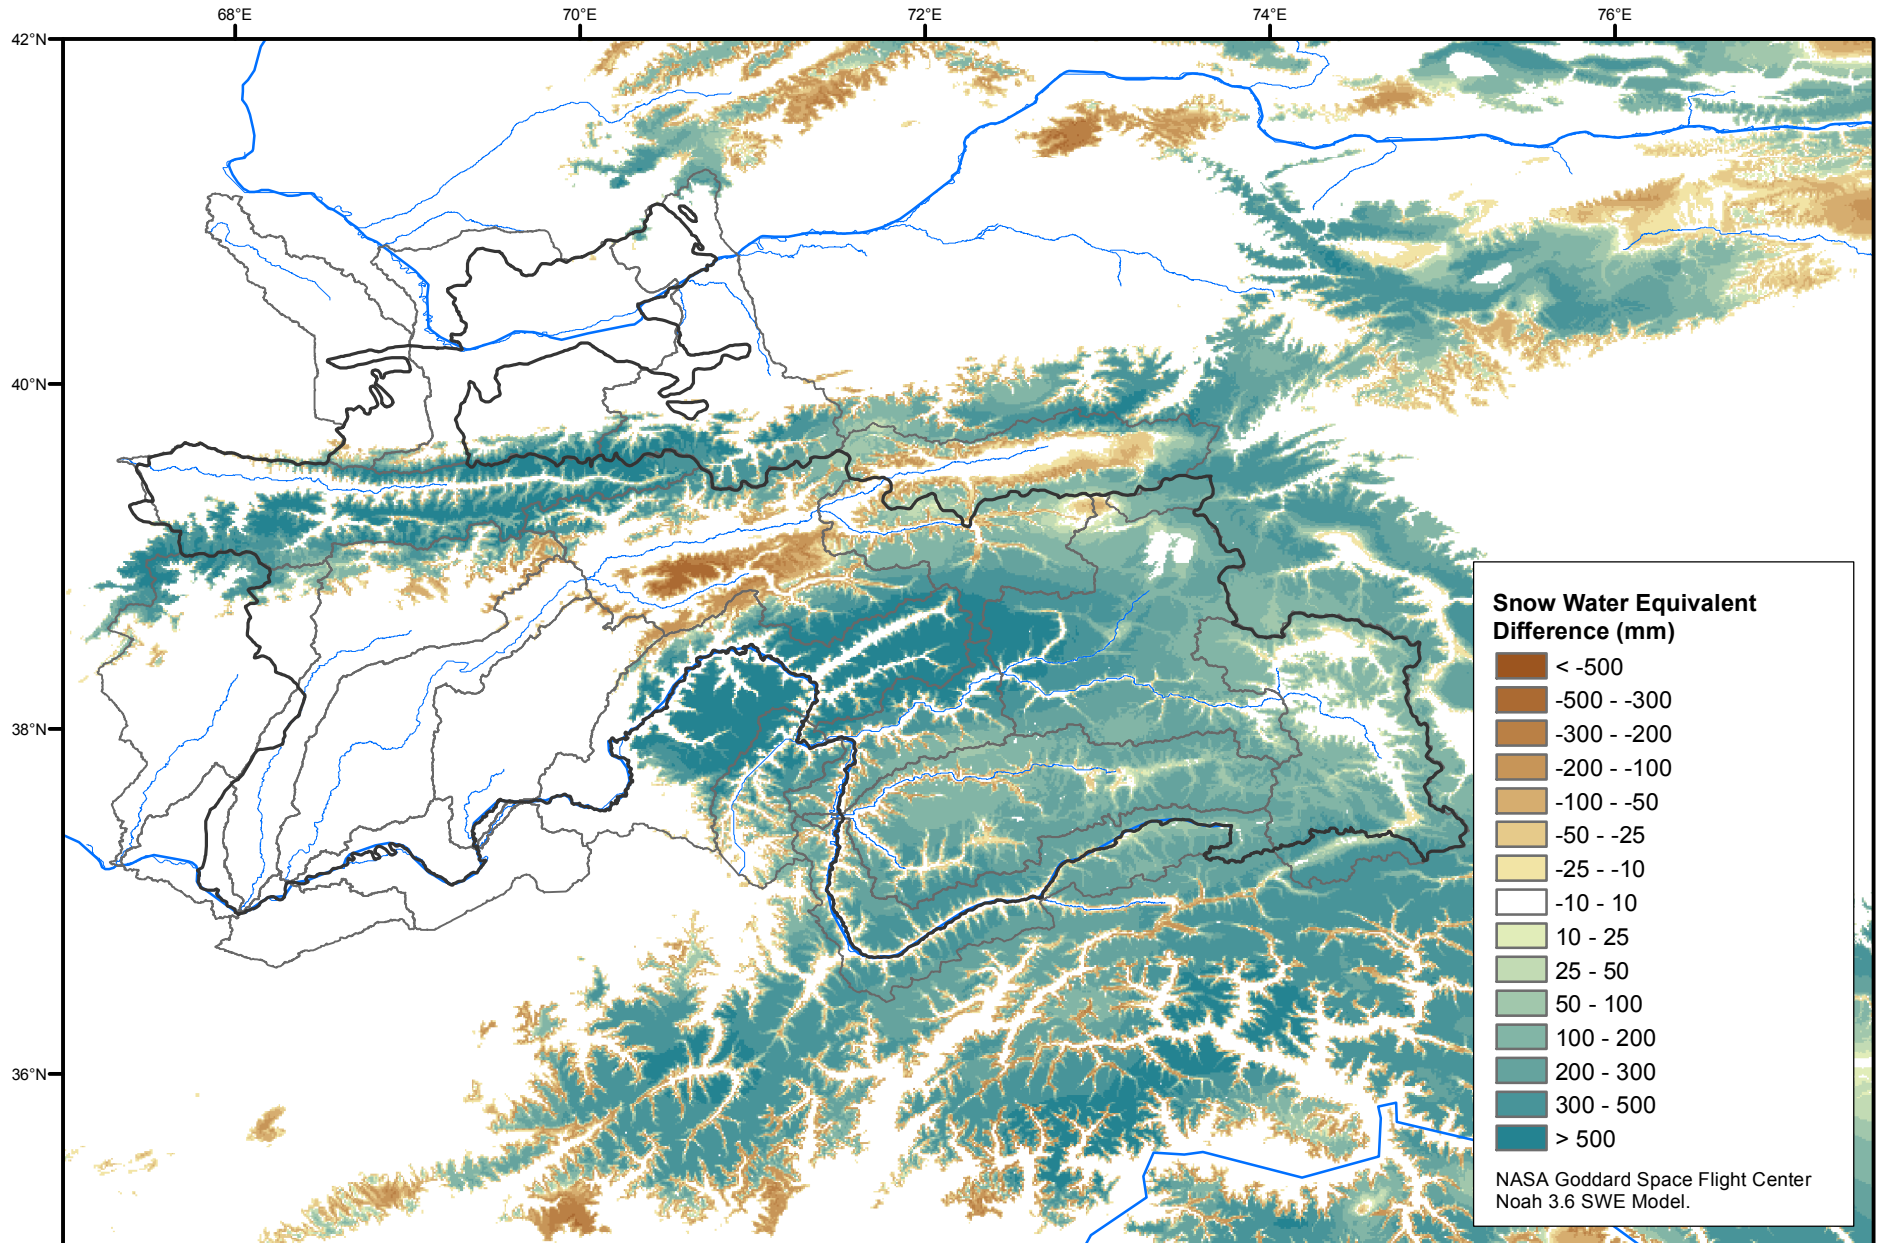 68°E
70°E
72°E
74°E
76°E
42°N
40°N
38°N
36°N
Snow Water Equivalent
Difference (mm)
< -500
-500 - -300
-300 - -200
-200 - -100
-100 - -50
-50 - -25
-25 - -10
-10 - 10
10 - 25
25 - 50
50 - 100
100 - 200
200 - 300
300 - 500
> 500
NASA Goddard Space Flight Center
Noah 3.6 SWE Model.